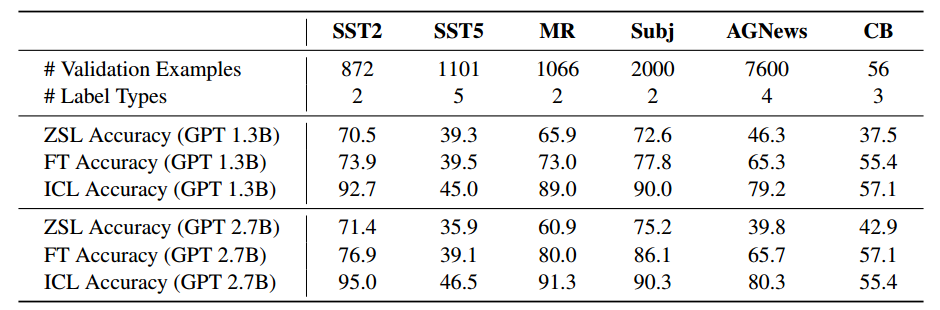 SST2 SST5 MR Subj AGNews CB
# Validation Examples 872 1101 1066 2000 7600 56
# Label Types 2 5 2 2 4 3
ZSL Accuracy (GPT 1.3B) 70.5 39.3 65.9 72.6 46.3 37.5
FT Accuracy (GPT 1.3B) 73.9 39.5 73.0 77.8 65.3 55.4
ICL Accuracy (GPT 1.3B) 92.7 45.0 89.0 90.0 79.2 57.1
ZSL Accuracy (GPT 2.7B) 71.4 35.9 60.9 75.2 39.8 42.9
FT Accuracy (GPT 2.7B) 76.9 39.1 80.0 86.1 65.7 57.1
ICL Accuracy (GPT 2.7B) 95.0 46.5 91.3 90.3 80.3 55.4